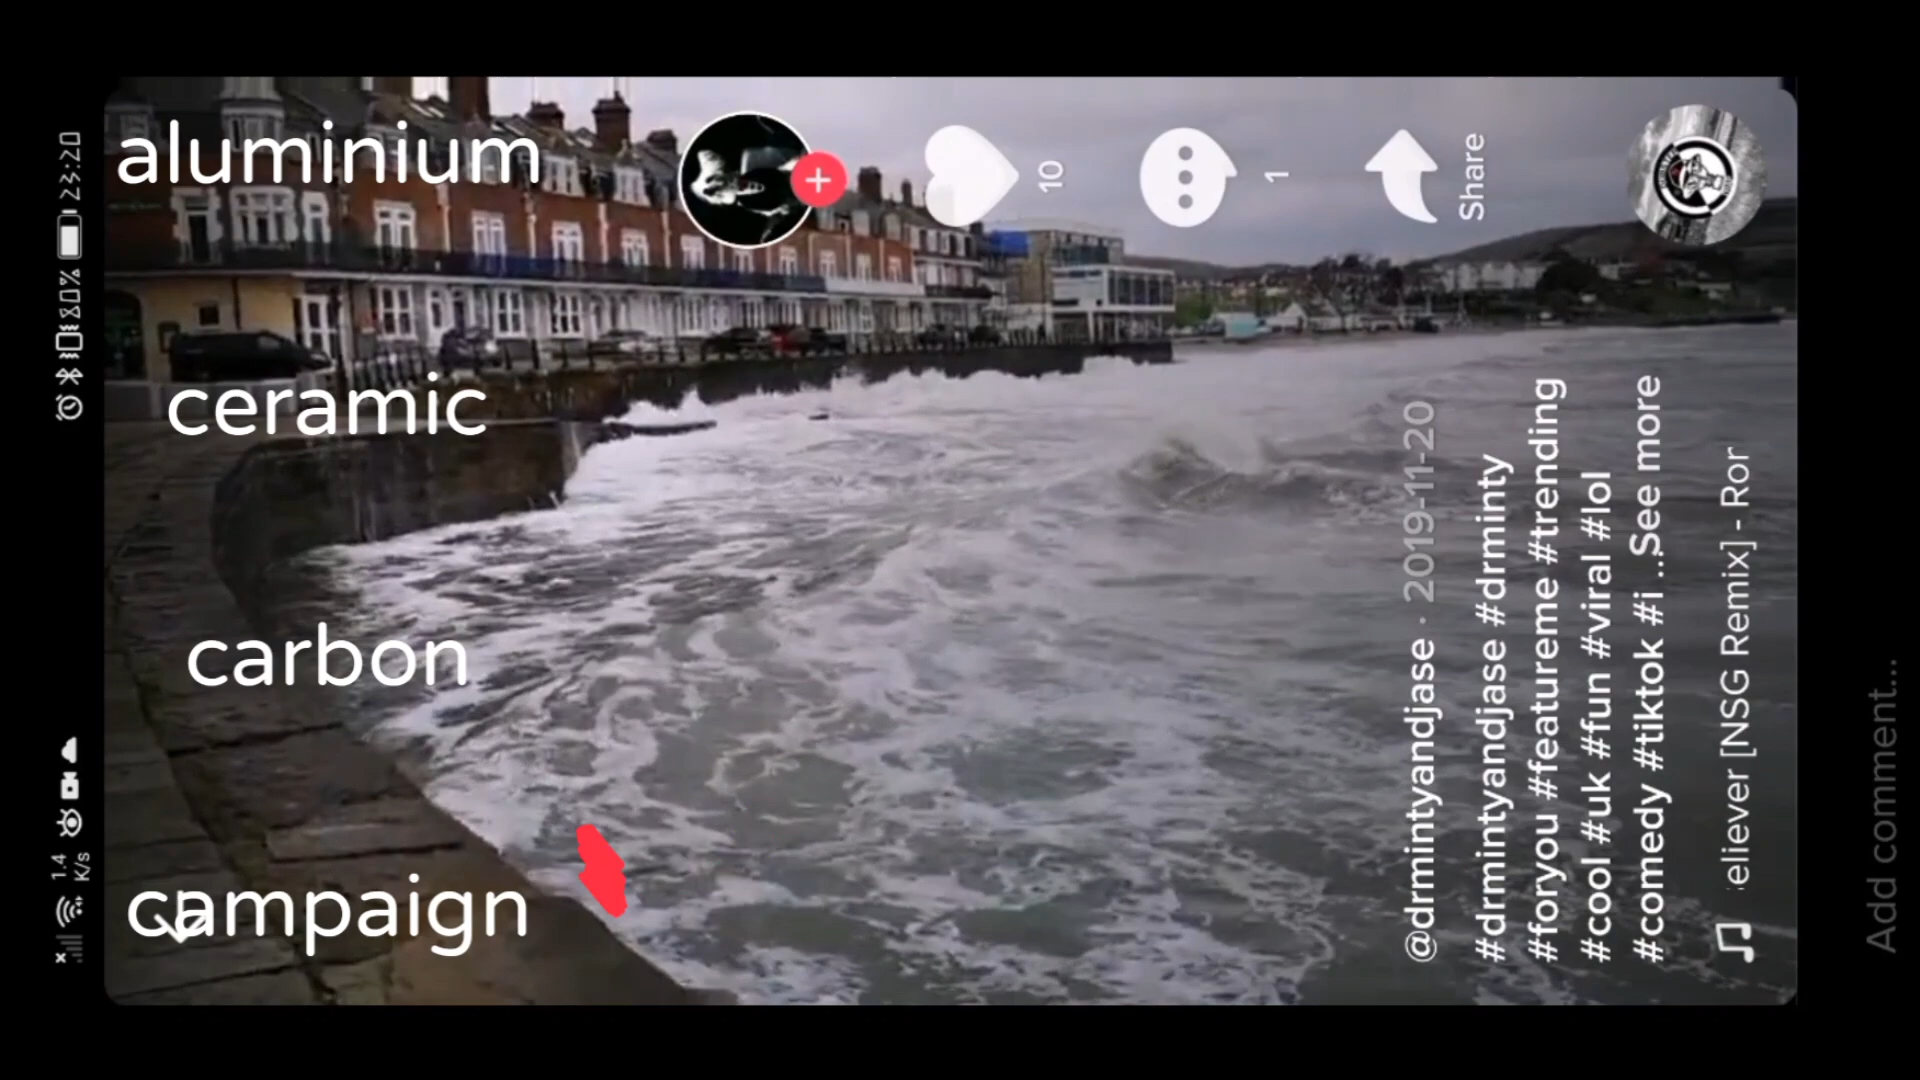 aluminium
ceramic
carbon
campaign
23:20
80%
1.4
K/s
10
1
Share
@drmintyandjase · 2019-11-20
#drmintyandjase #drminty
#foryou #featureme #trending
#cool #uk #fun #viral #lol
#comedy #tiktok #i ...See more
eliever [NSG Remix] - Ror
Add comment...